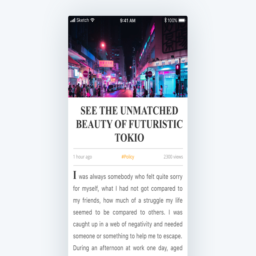 Sketch
9:41 AM
100%
SEE THE UNMATCHED
BEAUTY OF FUTURISTIC
TOKIO
1 hour ago
2389 views
I was always somebody who felt quite sorry
for myself, what I had not got compared to
my friends, how much of a struggle my life
seemed to be compared to others. I was
caught up in a web of negativity and needed
someone or something to help me to escape.
During an afternoon at work one day, aged